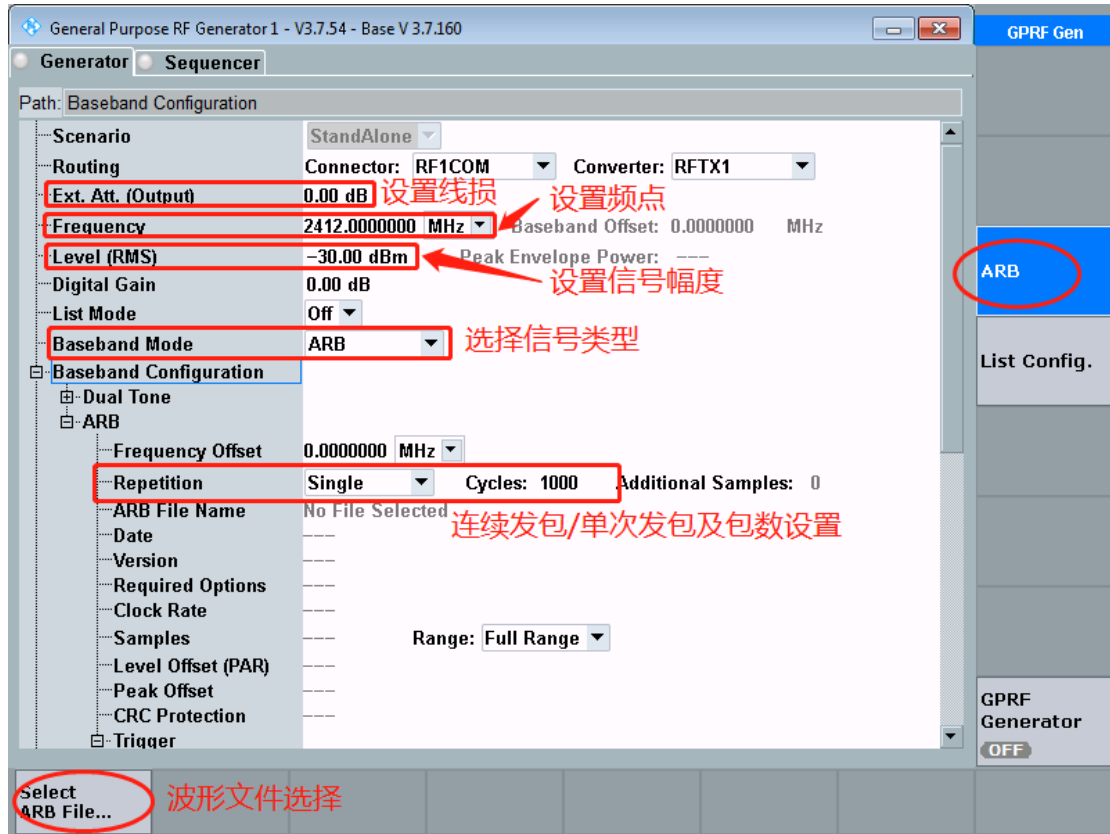 General Purpose RF Generator 1 - V3.7.54 - Base V 3.7.160
GPRF Gen
Generator Sequencer
Path: Baseband Configuration
Scenario StandAlone
Routing Connector: RF1COM Converter: RFTX1
Ext. Att. (Output) 0.00 dB 设置线损 设置频点
Frequency 2412.0000000 MHz Baseband Offset: 0.0000000 MHz
Level (RMS) −30.00 dBm Peak Envelope Power: −−−
设置信号幅度
ARB
Digital Gain 0.00 dB
List Mode Off
Baseband Mode ARB 选择信号类型
List Config.
Baseband Configuration
Dual Tone
ARB
Frequency Offset 0.0000000 MHz
Repetition Single Cycles: 1000 Additional Samples: 0
ARB File Name No File Selected
连续发包/单次发包及包数设置
Date −−−
Version −−−
Required Options −−−
Clock Rate −−−
Samples −−− Range: Full Range
Level Offset (PAR) −−−
Peak Offset −−−
CRC Protection −−−
Trigger
GPRF
Generator
OFF
Select
ARB File...
波形文件选择